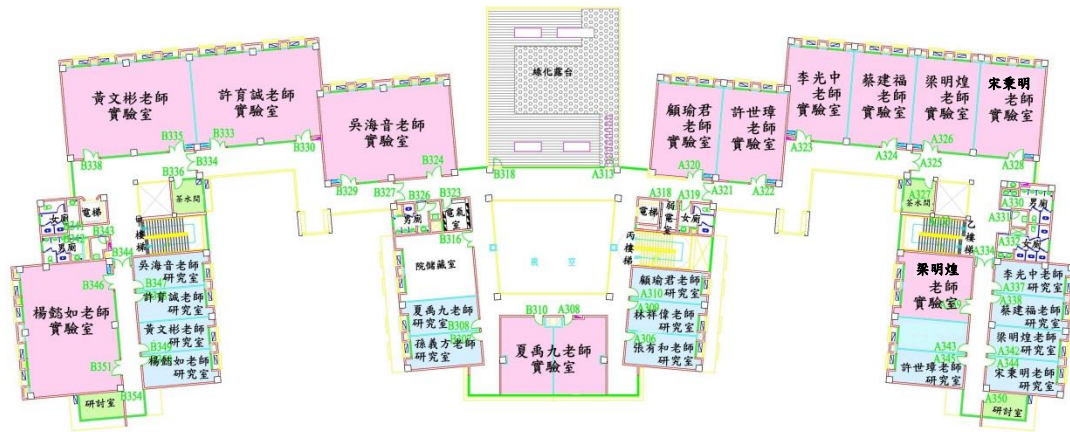 綠化露台
黃文彬老師
實驗室
許育誠老師
實驗室
吳海音老師
實驗室
顧瑜君
老師
實驗室
許世璋
老師
實驗室
李光中
老師
實驗室
蔡建福
老師
實驗室
梁明煌
老師
實驗室
宋秉明
老師
實驗室
B338
B335
B334
B333
B330
B336
B329
B327
B324
B326
B323
B318
A313
A320
A318
A319
A321
A322
A323
A324
A325
A326
A328
A327
A330
A331
A332
A334
茶水間
茶水間
女廁
電梯
男廁
B343
B344
B346
男廁
電氣室
B316
電梯
女廁
丙樓梯
乙樓梯
男廁
女廁
院儲藏室
挑空
楊懿如老師
實驗室
吳海音老師
研究室
B347
許育誠老師
研究室
黃文彬老師
研究室
B349
楊懿如老師
研究室
B351
B354
研討室
夏禹九老師
研究室
B308
孫義方老師
研究室
B310
A308
夏禹九老師
實驗室
顧瑜君老師
A310
研究室
林祥偉老師
研究室
A306
張有和老師
研究室
梁明煌
老師
實驗室
李光中老師
A337
研究室
A338
蔡建福老師
研究室
梁明煌老師
A342
研究室
A343
A345
A344
許世璋老師
研究室
宋秉明老師
研究室
A350
研討室